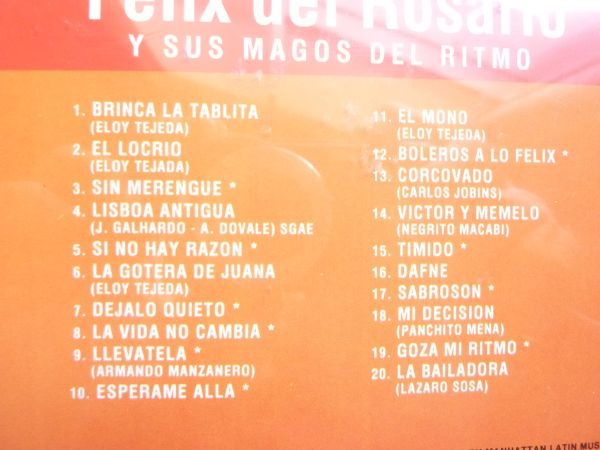 Félix del Rosario
Y SUS MAGOS DEL RITMO
1. BRINCA LA TABLITA
(ELOY TEJEDA)
2. EL LOCRIO
(ELOY TEJADA)
3. SIN MERENGUE *
4. LISBOA ANTIGUA
(J. GALHARDO - A. DOVALE) SGAE
5. SI NO HAY RAZON *
6. LA GOTERA DE JUANA
(ELOY TEJEDA)
7. DEJALO QUIETO *
8. LA VIDA NO CAMBIA *
9. LLEVATELA *
(ARMANDO MANZANERO)
10. ESPERAME ALLA *
11. EL MONO
(ELOY TEJEDA)
12. BOLEROS A LO FELIX *
13. CORCOVADO
(CARLOS JOBINS)
14. VICTOR Y MEMELO
(NEGRITO MACABI)
15. TIMIDO *
16. DAFNE
17. SABROSON *
18. MI DECISION
(PANCHITO MENA)
19. GOZA MI RITMO *
20. LA BAILADORA
(LAZARO SOSA)
MANHATTAN LATIN MUS